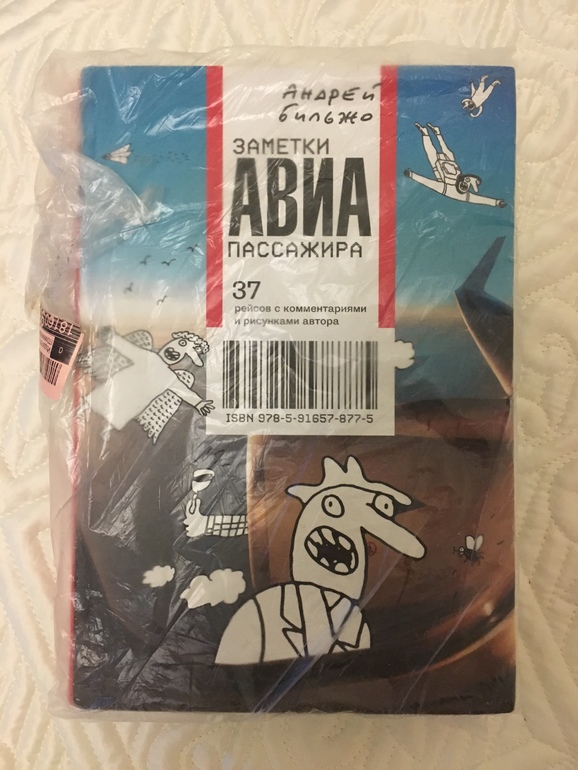 Андрей
бильжо
ЗАМЕТКИ
АВИА
ПАССАЖИРА
37
рейсов с комментариями
и рисунками автора
ISBN 978-5-91657-877-5